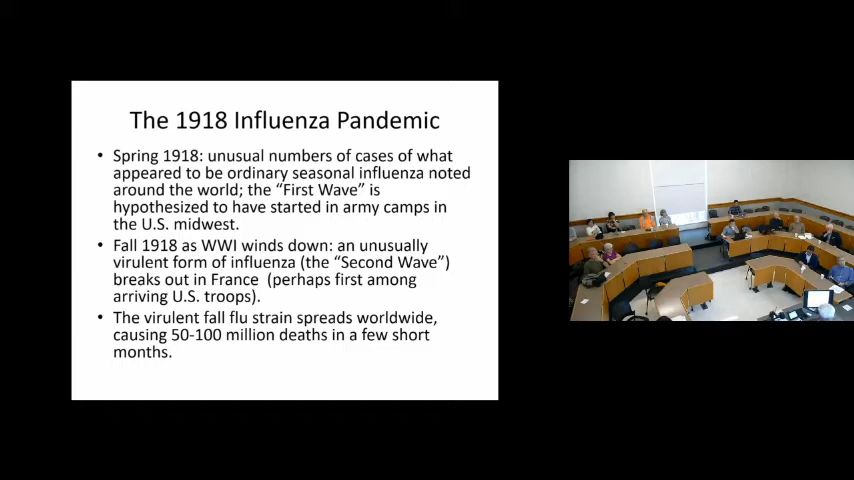 The 1918 Influenza Pandemic
• Spring 1918: unusual numbers of cases of what
appeared to be ordinary seasonal influenza noted
around the world; the “First Wave” is
hypothesized to have started in army camps in
the U.S. midwest.
• Fall 1918 as WWI winds down: an unusually
virulent form of influenza (the “Second Wave”)
breaks out in France (perhaps first among
arriving U.S. troops).
• The virulent fall flu strain spreads worldwide,
causing 50-100 million deaths in a few short
months.